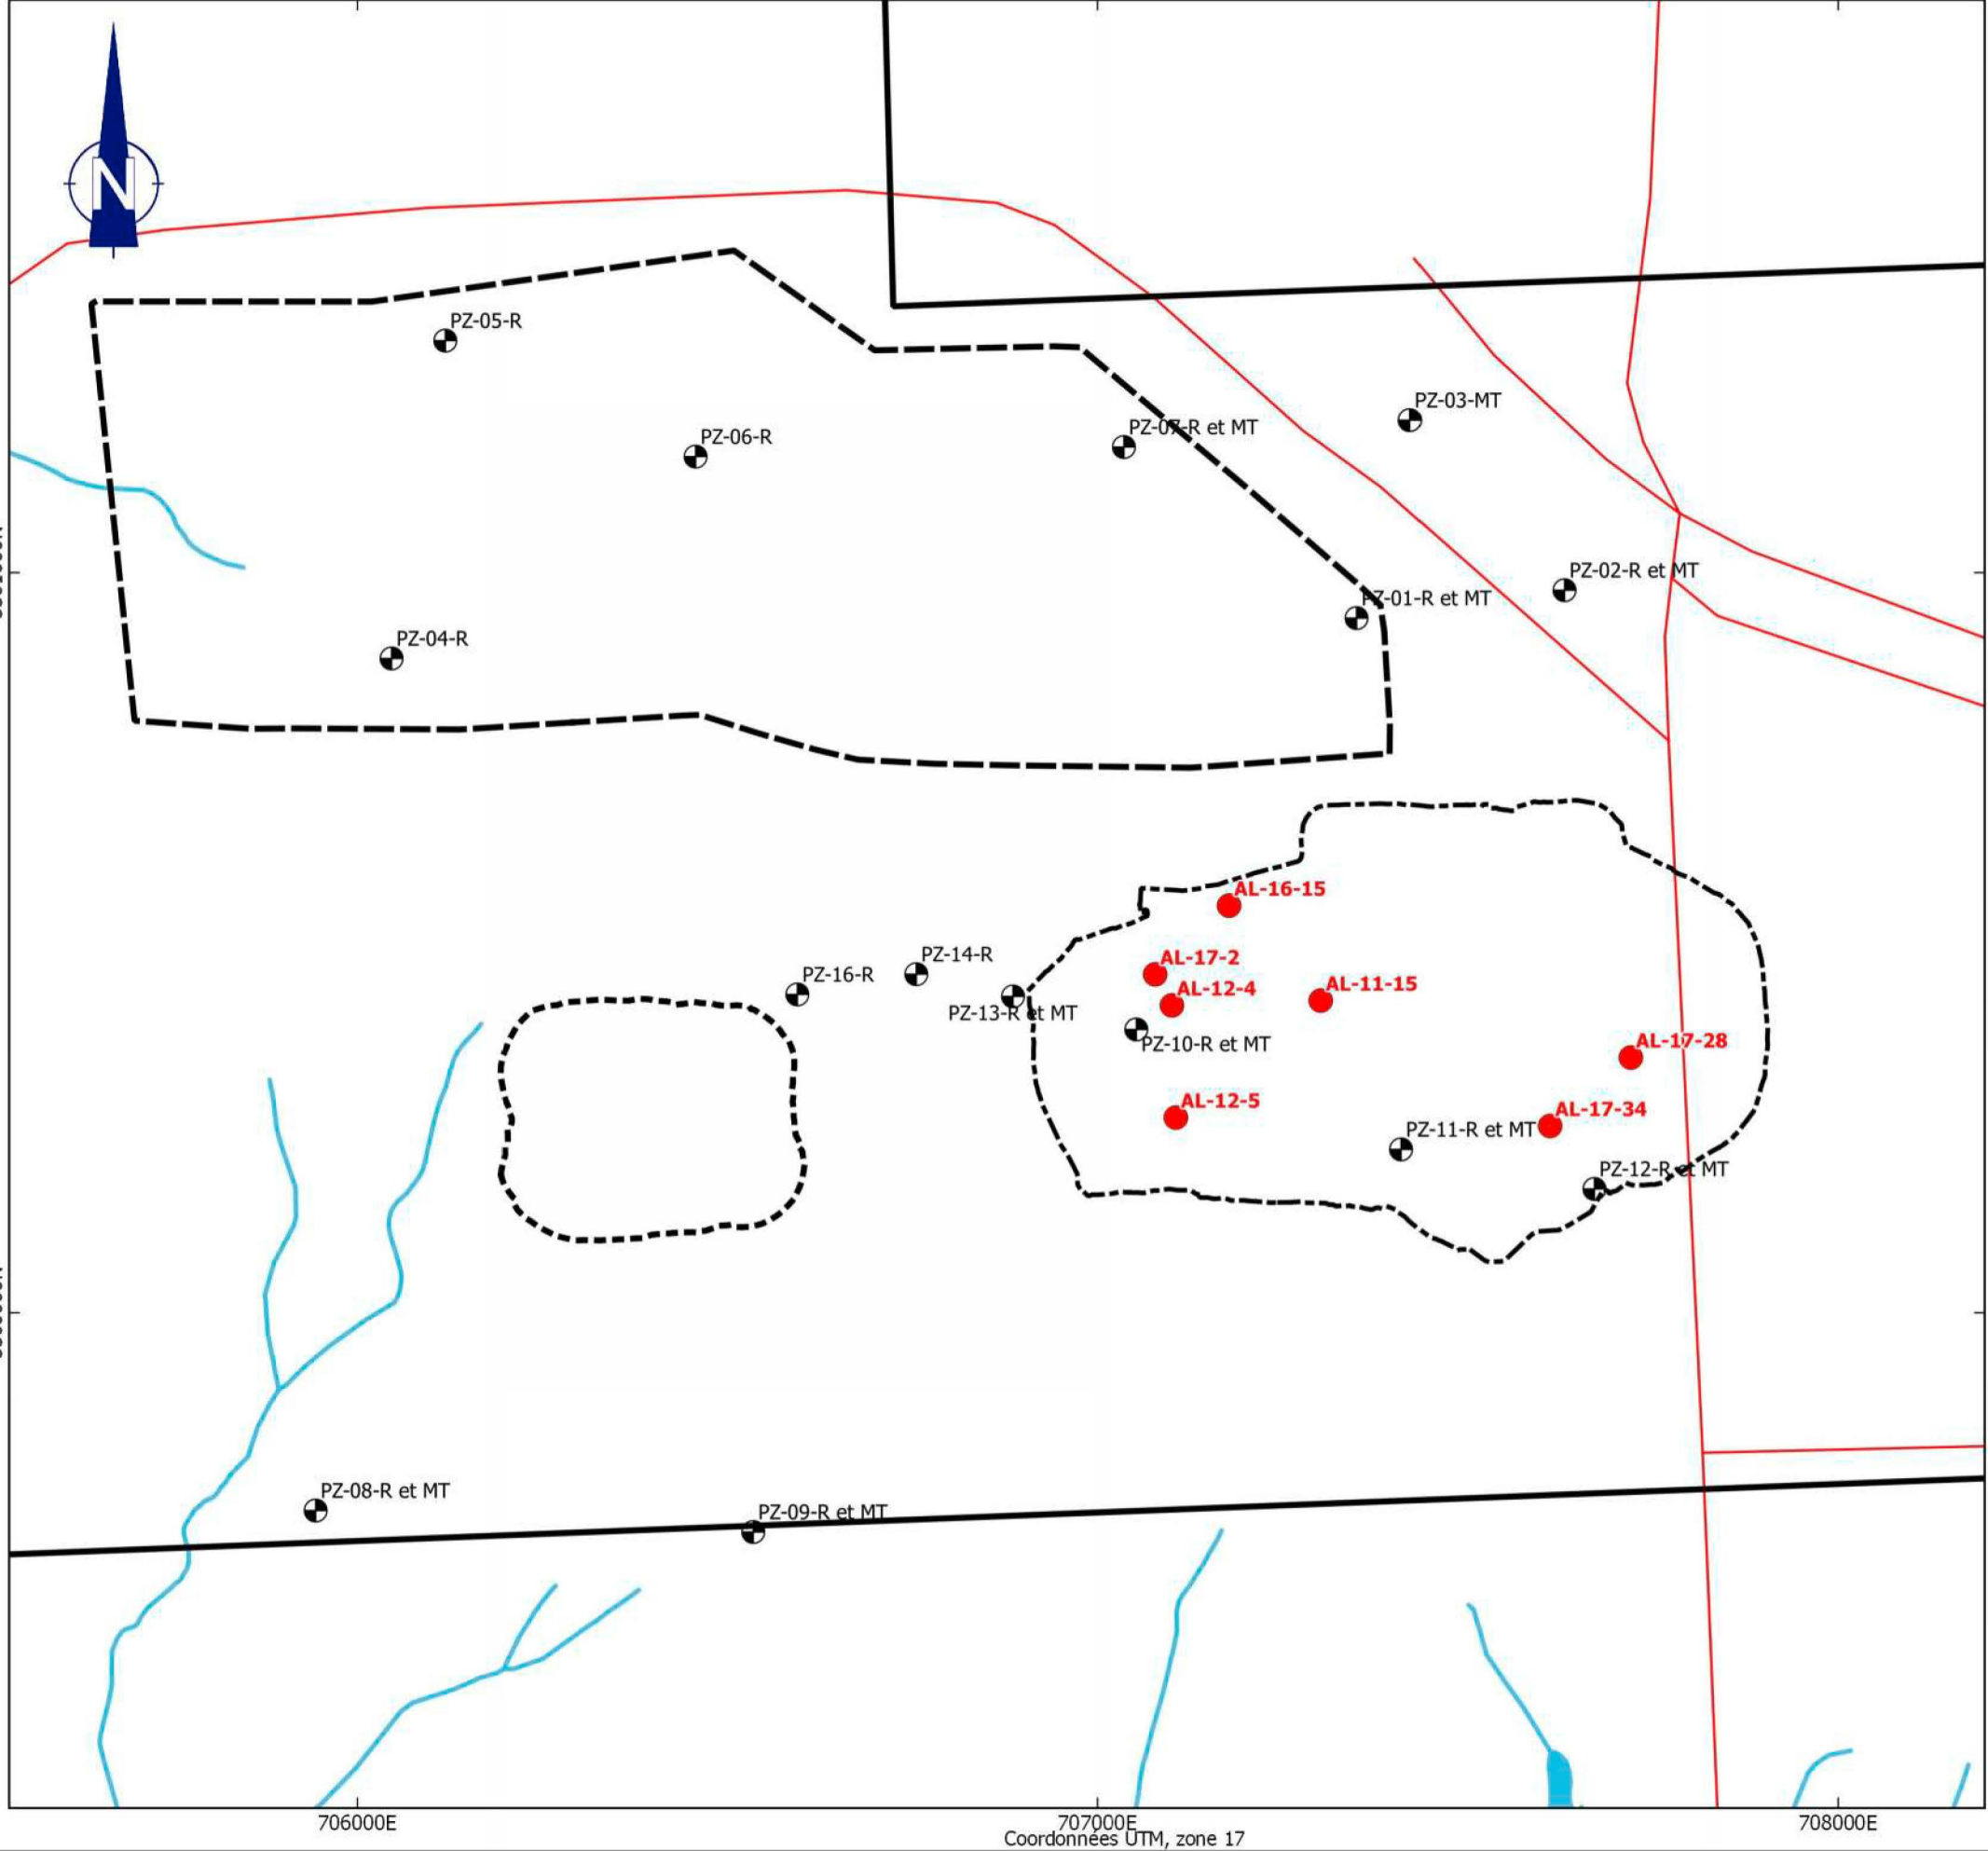 N
PZ-05-R
PZ-03-MT
PZ-07-R et MT
PZ-06-R
PZ-02-R et MT
PZ-01-R et MT
PZ-04-R
AL-16-15
PZ-14-R
AL-17-2
PZ-16-R
AL-12-4
AL-11-15
PZ-13-R et MT
PZ-10-R et MT
AL-17-28
AL-12-5
AL-17-34
PZ-11-R et MT
PZ-12-R et MT
PZ-08-R et MT
PZ-09-R et MT
706000E
707000E
708000E
Coordonnées UTM, zone 17